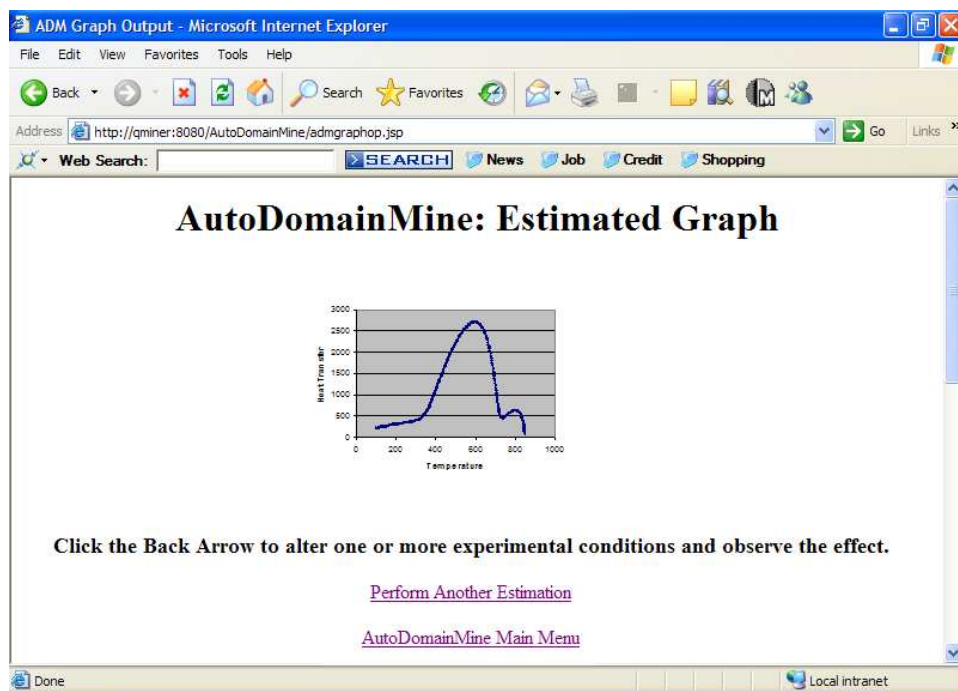 ADM Graph Output - Microsoft Internet Explorer
File Edit View Favorites Tools Help
Back Search Favorites
Address http://qminer:8080/AutoDomainMine/admgraphop.jsp Go Links »
Web Search: SEARCH News Job Credit Shopping
AutoDomainMine: Estimated Graph
3000
2500
2000
1500
1000
500
0
Heat Transfer
0 200 400 600 800 1000
Temperature
Click the Back Arrow to alter one or more experimental conditions and observe the effect.
Perform Another Estimation
AutoDomainMine Main Menu
Done Local intranet